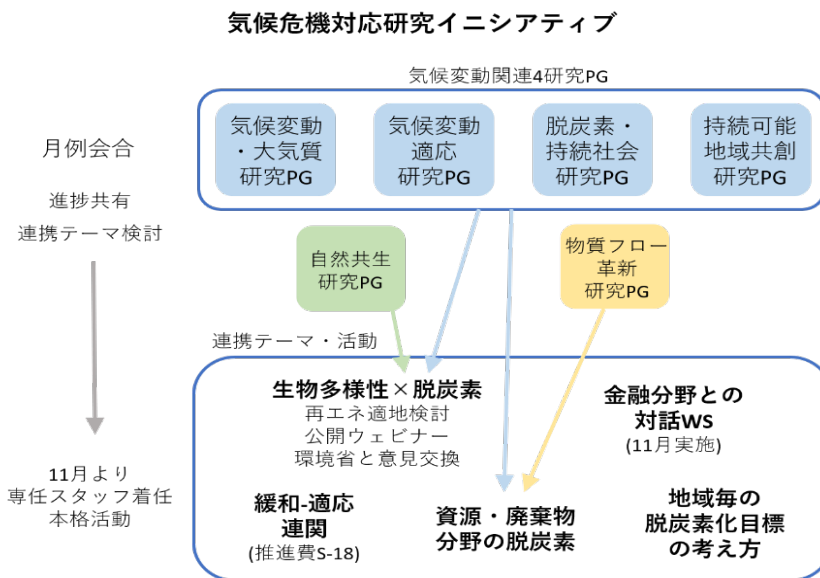 気候危機対応研究イニシアティブ
気候変動関連4研究PG
気候変動
・大気質
研究PG
気候変動
適応
研究PG
脱炭素・
持続社会
研究PG
持続可能
地域共創
研究PG
月例会合
進捗共有
連携テーマ検討
自然共生
研究PG
物質フロー
革新
研究PG
連携テーマ・活動
生物多様性×脱炭素
再エネ適地検討
公開ウェビナー
環境省と意見交換
金融分野との
対話WS
(11月実施)
11月より
専任スタッフ着任
本格活動
緩和-適応
連関
(推進費S-18)
資源・廃棄物
分野の脱炭素
地域毎の
脱炭素化目標
の考え方